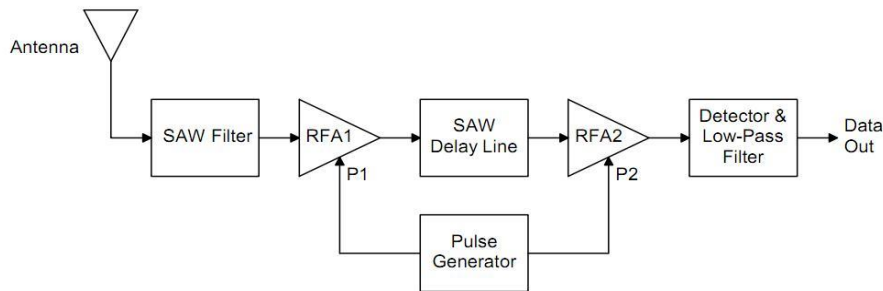 Antenna
SAW Filter
RFA1
SAW
Delay Line
RFA2
Detector &
Low-Pass
Filter
Data
Out
P1
P2
Pulse
Generator